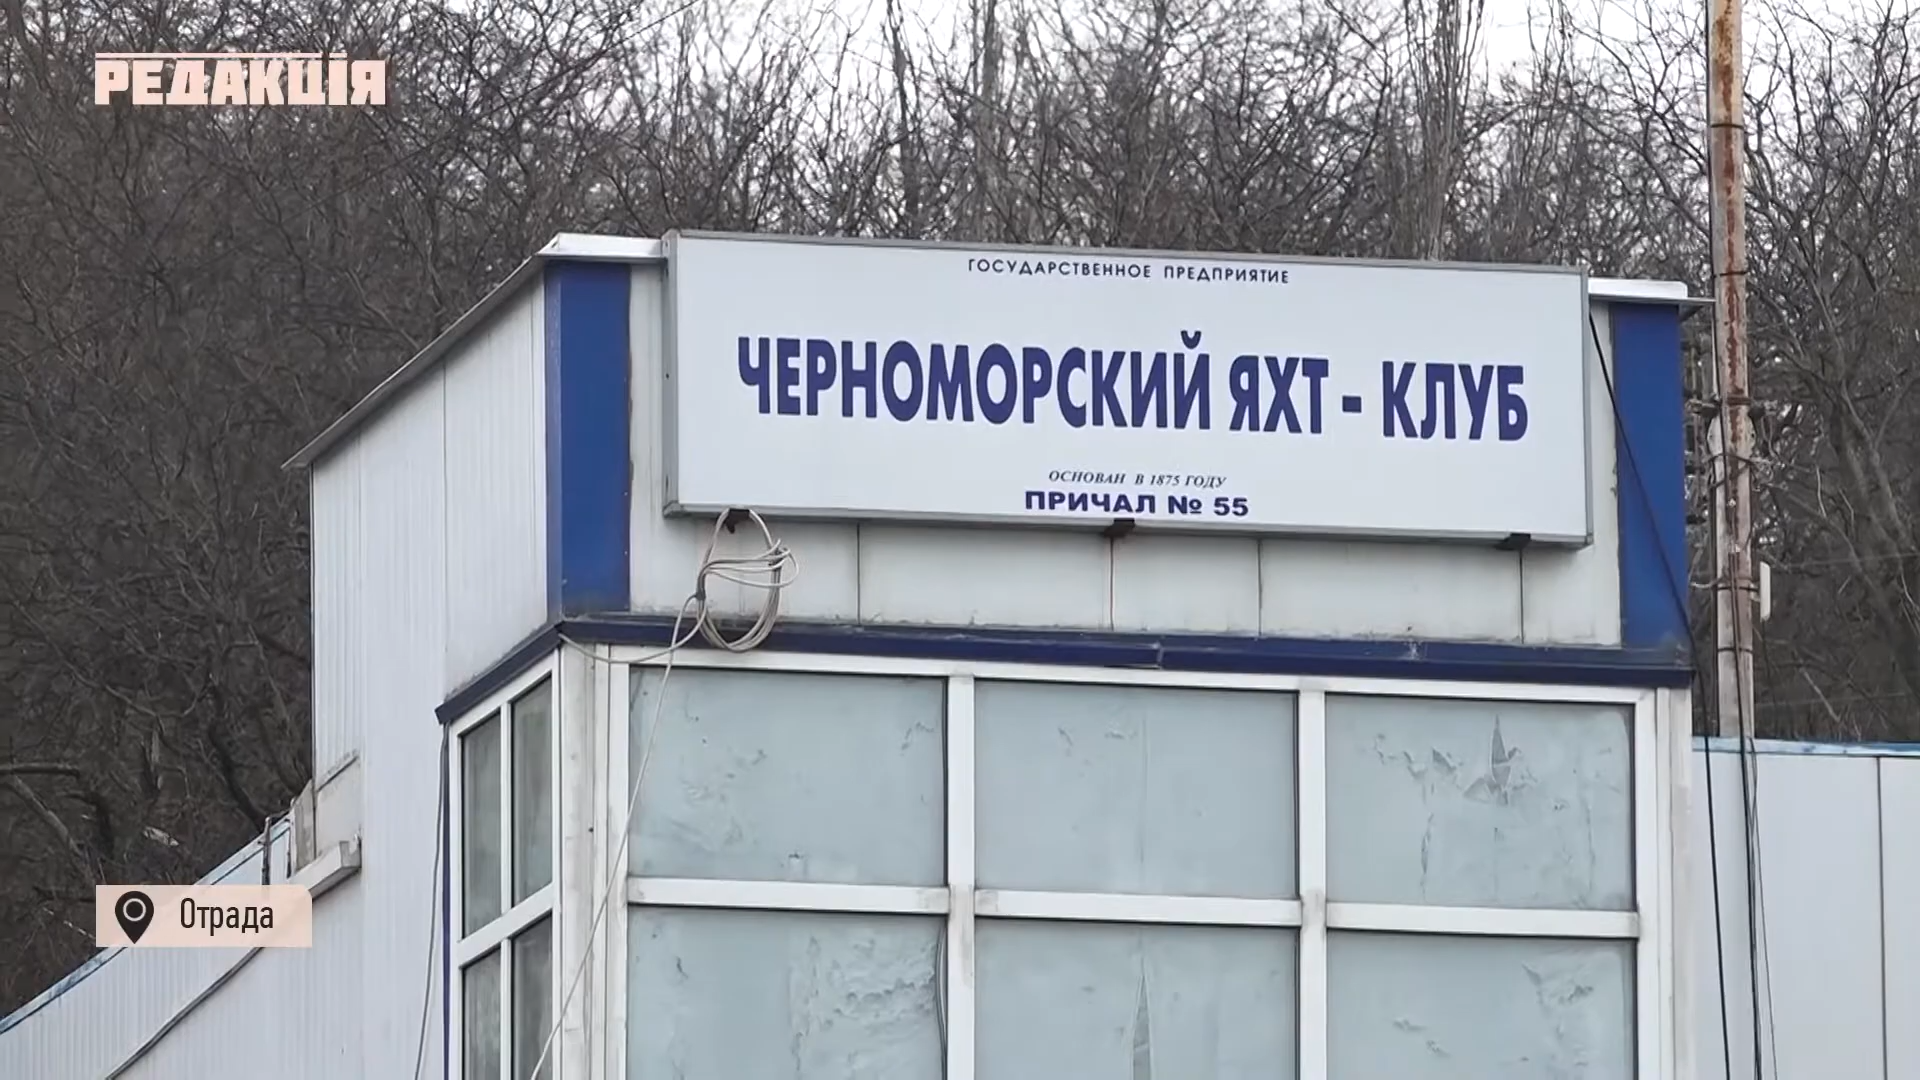 РЕДАКЦІЯ
ГОСУДАРСТВЕННОЕ ПРЕДПРИЯТИЕ
ЧЕРНОМОРСКИЙ ЯХТ - КЛУБ
ОСНОВАН В 1875 ГОДУ
ПРИЧАЛ № 55
Отрада